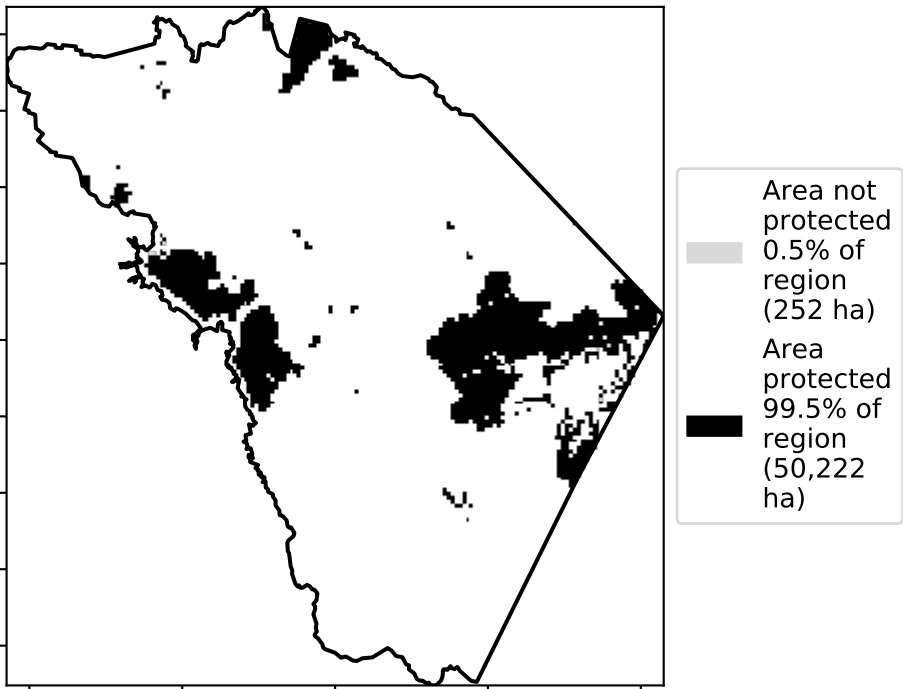 Area not
protected
0.5% of
region
(252 ha)
Area
protected
99.5% of
region
(50,222
ha)